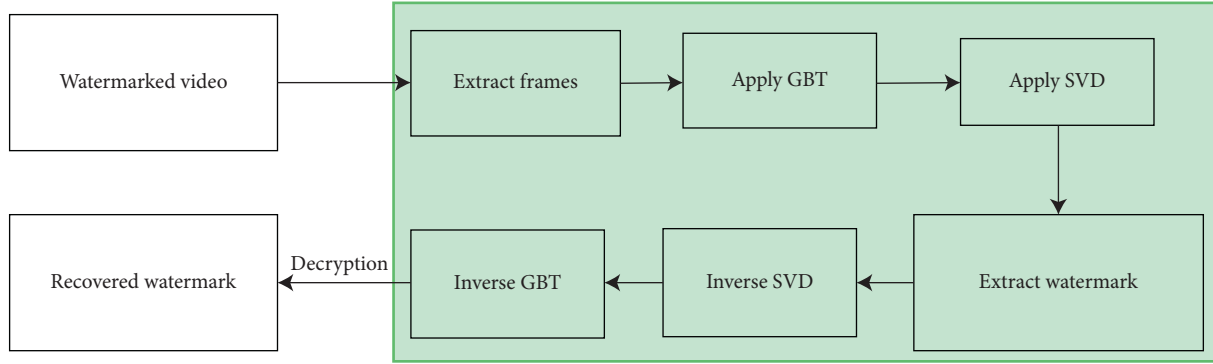 Watermarked video
Extract frames
Apply GBT
Apply SVD
Recovered watermark
Decryption
Inverse GBT
Inverse SVD
Extract watermark